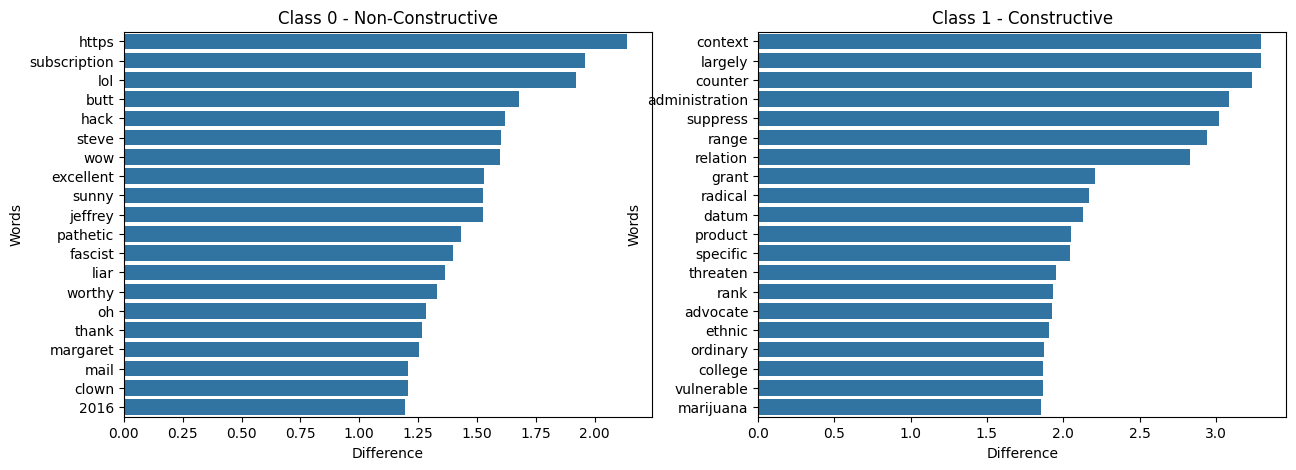 Class 0 - Non-Constructive
Words
https
subscription
lol
butt
hack
steve
wow
excellent
sunny
jeffrey
pathetic
fascist
liar
worthy
oh
thank
margaret
mail
clown
2016
0.00 0.25 0.50 0.75 1.00 1.25 1.50 1.75 2.00
Difference
Class 1 - Constructive
Words
context
largely
counter
administration
suppress
range
relation
grant
radical
datum
product
specific
threaten
rank
advocate
ethnic
ordinary
college
vulnerable
marijuana
0.0 0.5 1.0 1.5 2.0 2.5 3.0
Difference